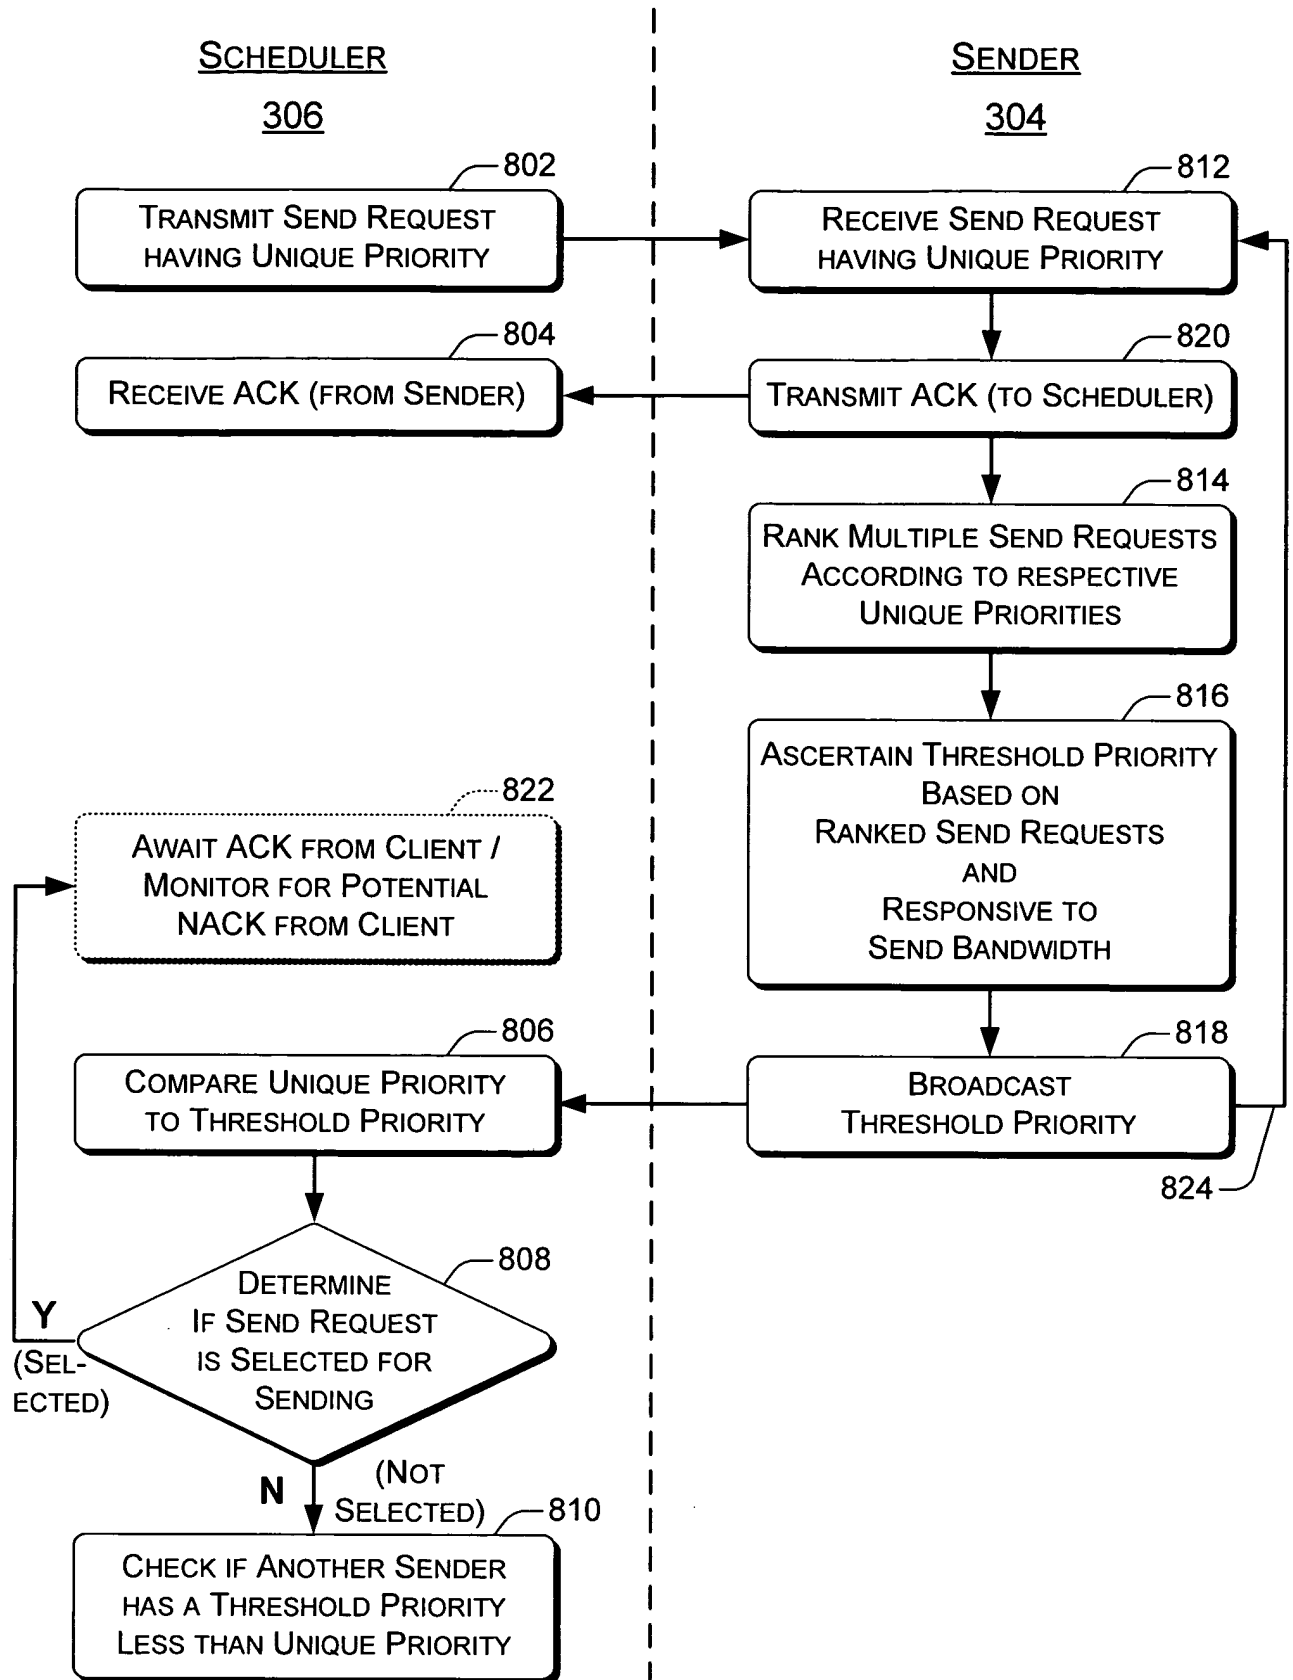 SCHEDULER
306
SENDER
304
802
TRANSMIT SEND REQUEST
HAVING UNIQUE PRIORITY
812
RECEIVE SEND REQUEST
HAVING UNIQUE PRIORITY
804
RECEIVE ACK (FROM SENDER)
820
TRANSMIT ACK (TO SCHEDULER)
814
RANK MULTIPLE SEND REQUESTS
ACCORDING TO RESPECTIVE
UNIQUE PRIORITIES
816
ASCERTAIN THRESHOLD PRIORITY
BASED ON
RANKED SEND REQUESTS
AND
RESPONSIVE TO
SEND BANDWIDTH
822
AWAIT ACK FROM CLIENT /
MONITOR FOR POTENTIAL
NACK FROM CLIENT
806
COMPARE UNIQUE PRIORITY
TO THRESHOLD PRIORITY
818
BROADCAST
THRESHOLD PRIORITY
824
808
DETERMINE
IF SEND REQUEST
IS SELECTED FOR
SENDING
Y
(SEL-
ECTED)
N
(NOT
SELECTED)
810
CHECK IF ANOTHER SENDER
HAS A THRESHOLD PRIORITY
LESS THAN UNIQUE PRIORITY